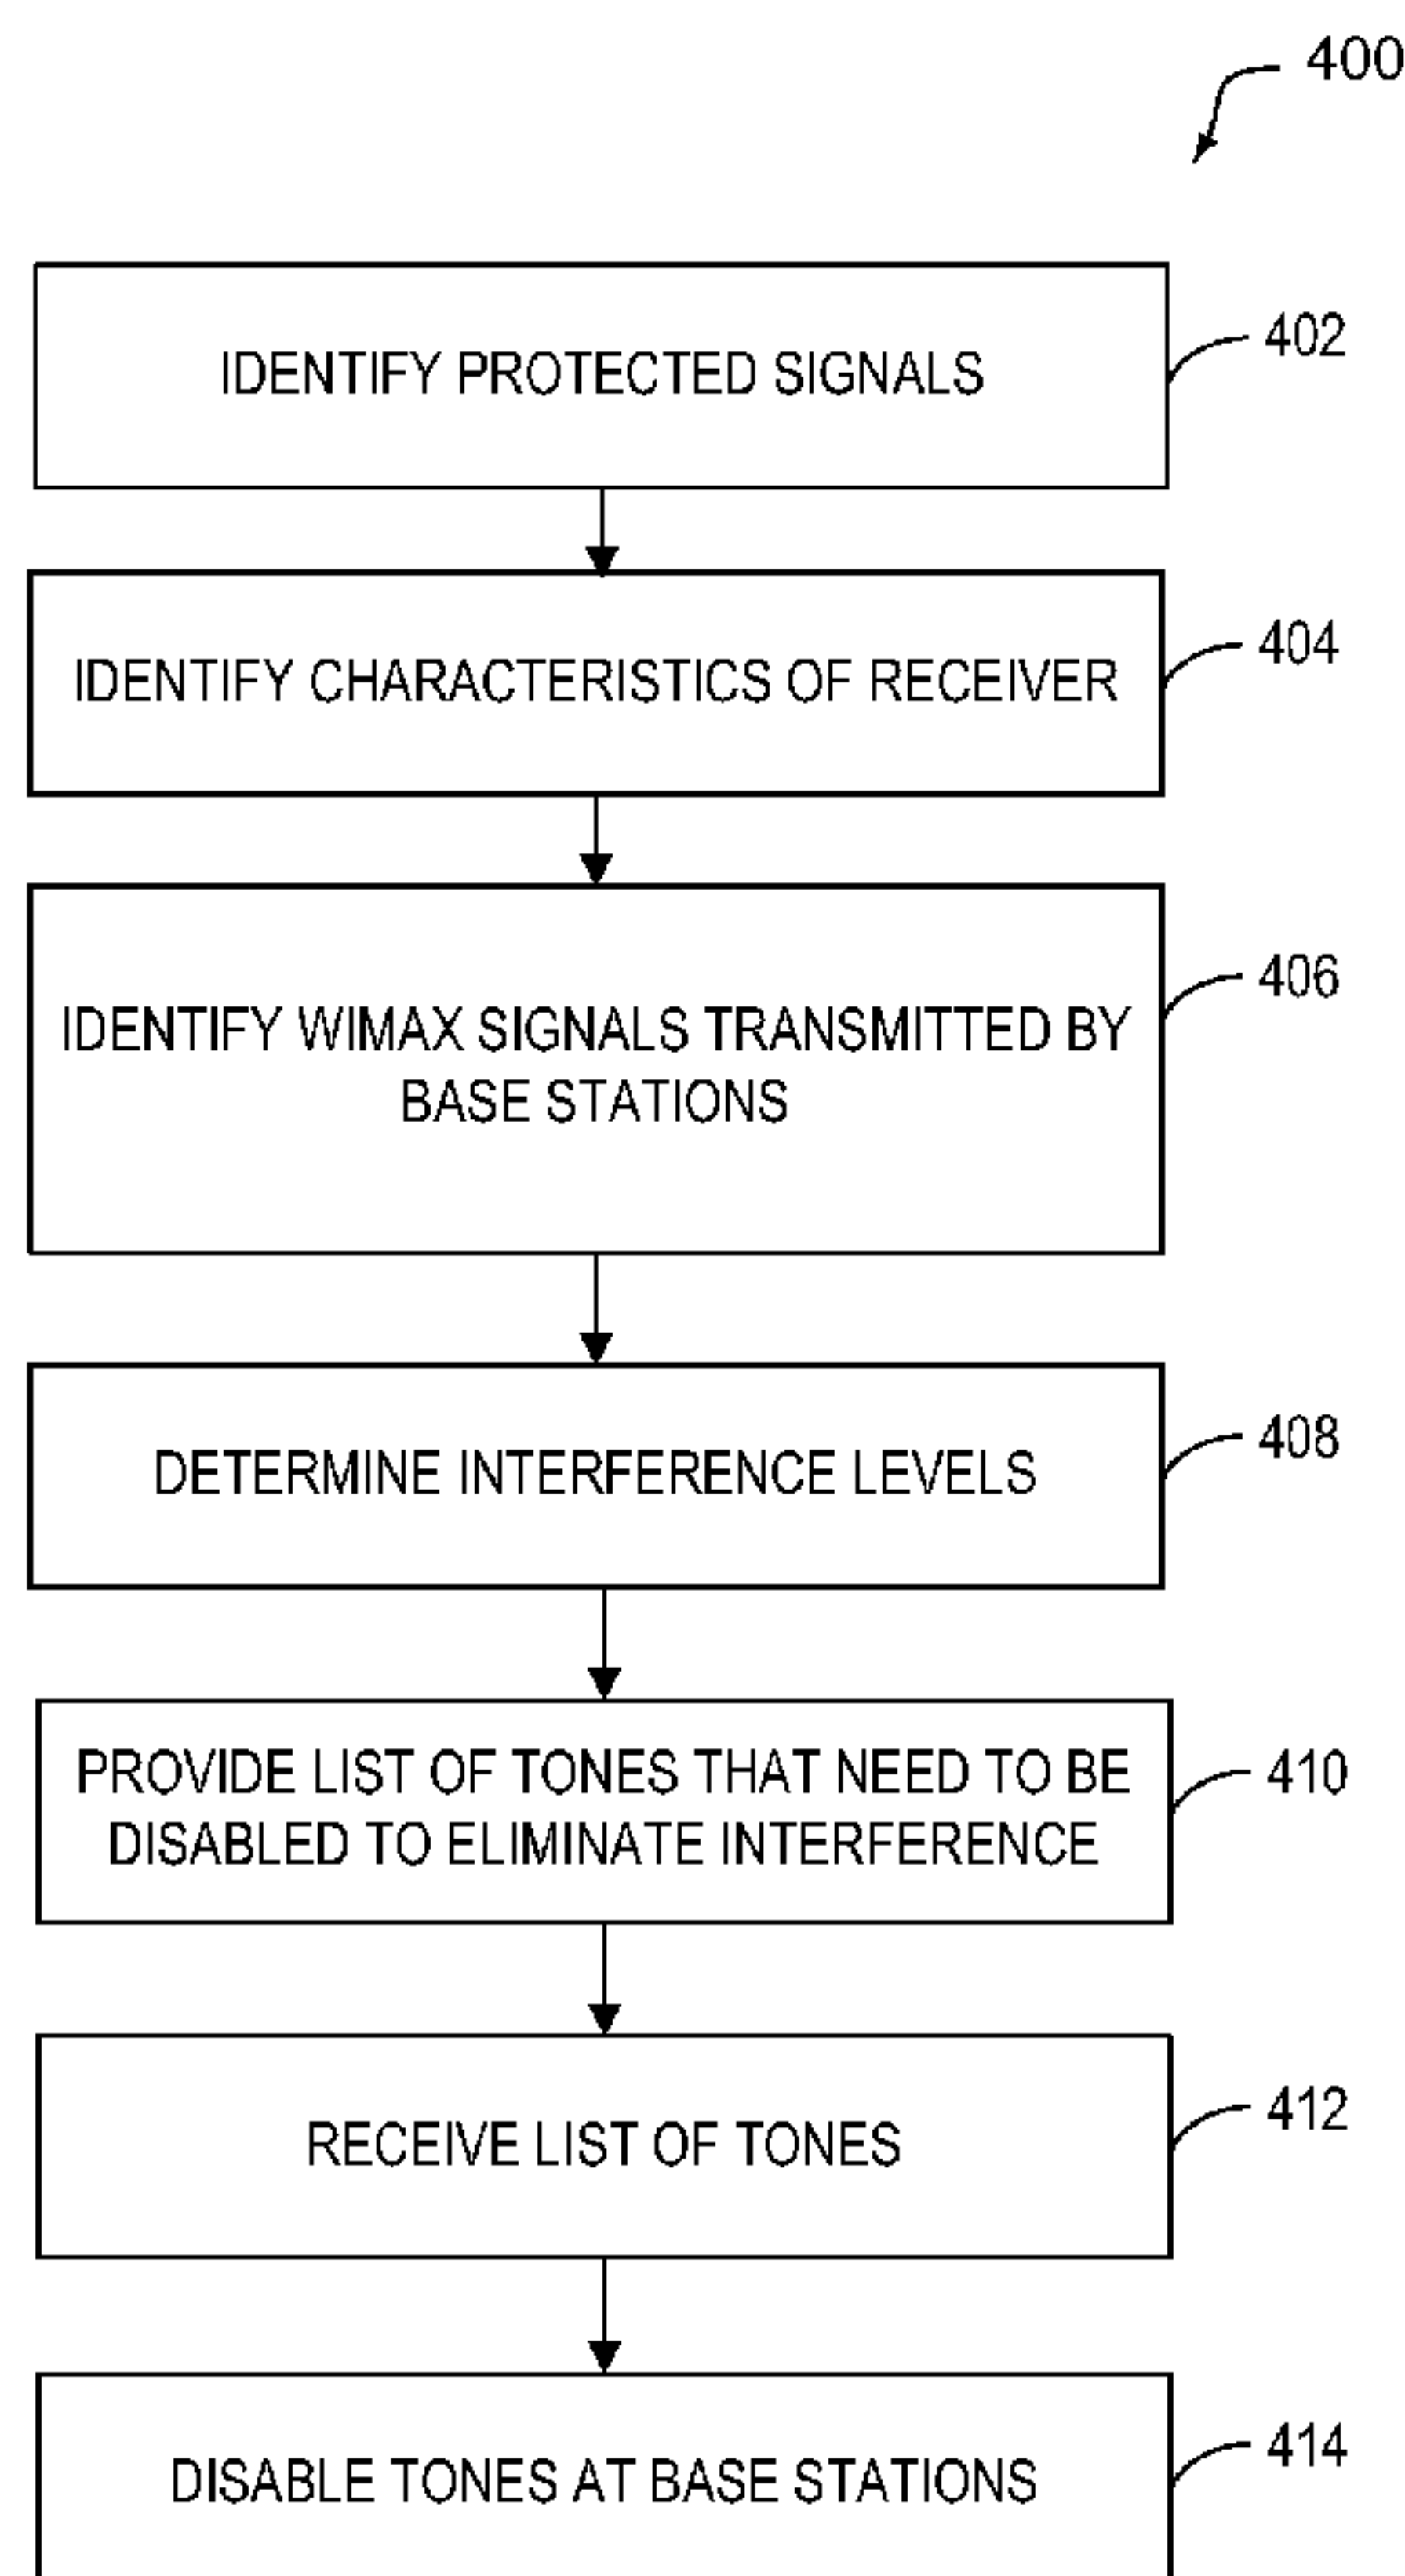 400
IDENTIFY PROTECTED SIGNALS
402
IDENTIFY CHARACTERISTICS OF RECEIVER
404
IDENTIFY WIMAX SIGNALS TRANSMITTED BY
BASE STATIONS
406
DETERMINE INTERFERENCE LEVELS
408
PROVIDE LIST OF TONES THAT NEED TO BE
DISABLED TO ELIMINATE INTERFERENCE
410
RECEIVE LIST OF TONES
412
DISABLE TONES AT BASE STATIONS
414